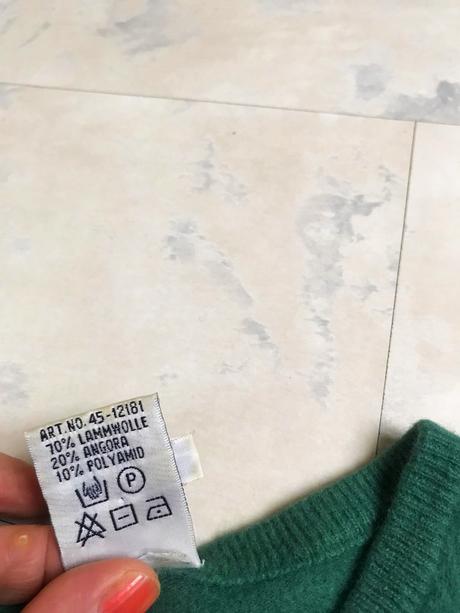 ART.NO. 45-12181
70% LAMMWOLLE
20% ANGORA
10% POLYAMID
P